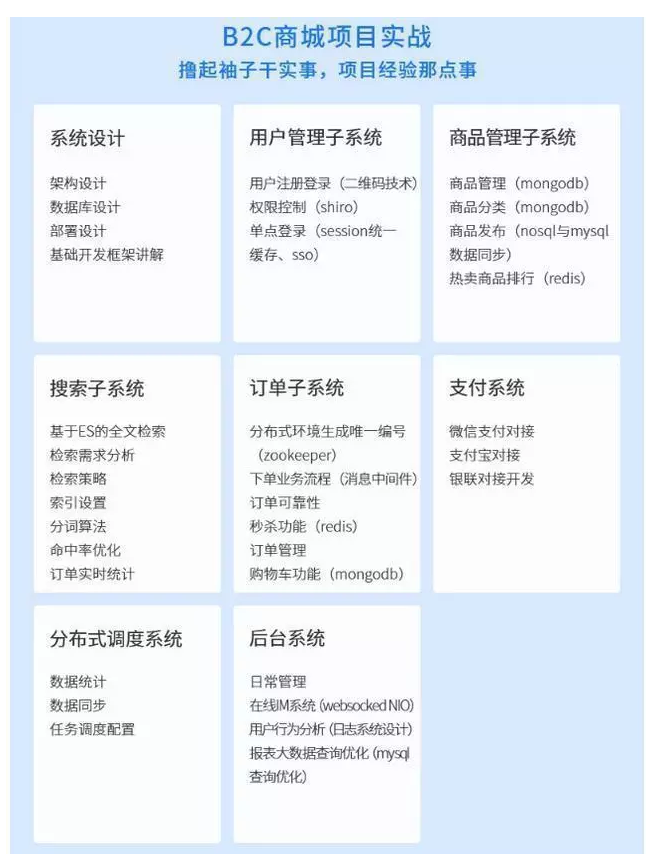 B2C商城项目实战
撸起袖子干实事，项目经验那点事
系统设计
架构设计
数据库设计
部署设计
基础开发框架讲解
用户管理子系统
用户注册登录（二维码技术）
权限控制（shiro）
单点登录（session统一
缓存、sso）
商品管理子系统
商品管理（mongodb）
商品分类（mongodb）
商品发布（nosql与mysql
数据同步）
热卖商品排行（redis）
搜索子系统
基于ES的全文检索
检索需求分析
检索策略
索引设置
分词算法
命中率优化
订单实时统计
订单子系统
分布式环境生成唯一编号
（zookeeper）
下单业务流程（消息中间件）
订单可靠性
秒杀功能（redis）
订单管理
购物车功能（mongodb）
支付系统
微信支付对接
支付宝对接
银联对接开发
分布式调度系统
数据统计
数据同步
任务调度配置
后台系统
日常管理
在线IM系统（websocked NIO）
用户行为分析（日志系统设计）
报表大数据查询优化（mysql
查询优化）